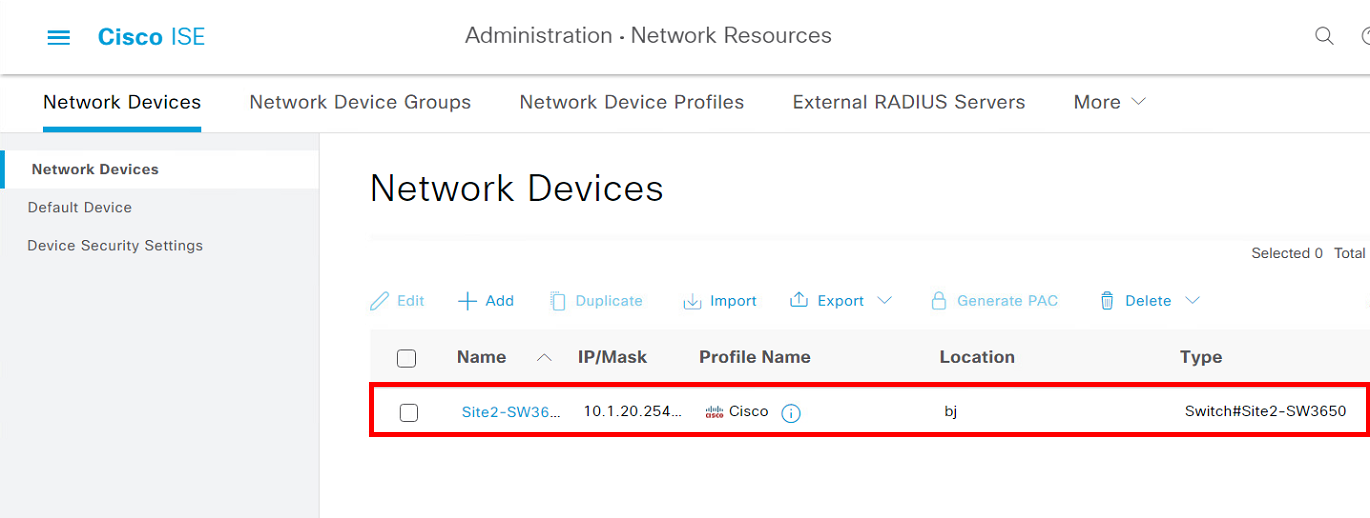 Cisco ISE
Administration · Network Resources
Network Devices Network Device Groups Network Device Profiles External RADIUS Servers More
Network Devices
Default Device
Device Security Settings
Network Devices
Selected 0 Total
Edit Add Duplicate Import Export Generate PAC Delete
Name IP/Mask Profile Name Location Type
Site2-SW36... 10.1.20.254... cisco Cisco i bj Switch#Site2-SW3650